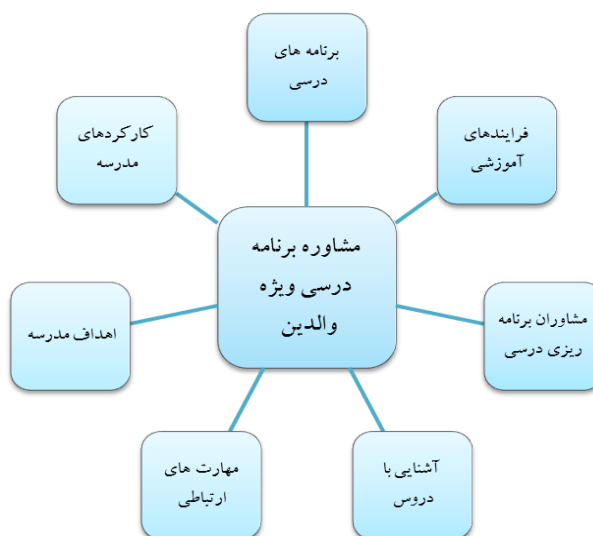 برنامه های
درسی
فرایندهای
آموزشی
مشاوران برنامه
ریزی درسی
آشنایی با
دروس
مهارت های
ارتباطی
اهداف مدرسه
کارکردهای
مدرسه
مشاوره برنامه
درسی ویژه
والدین